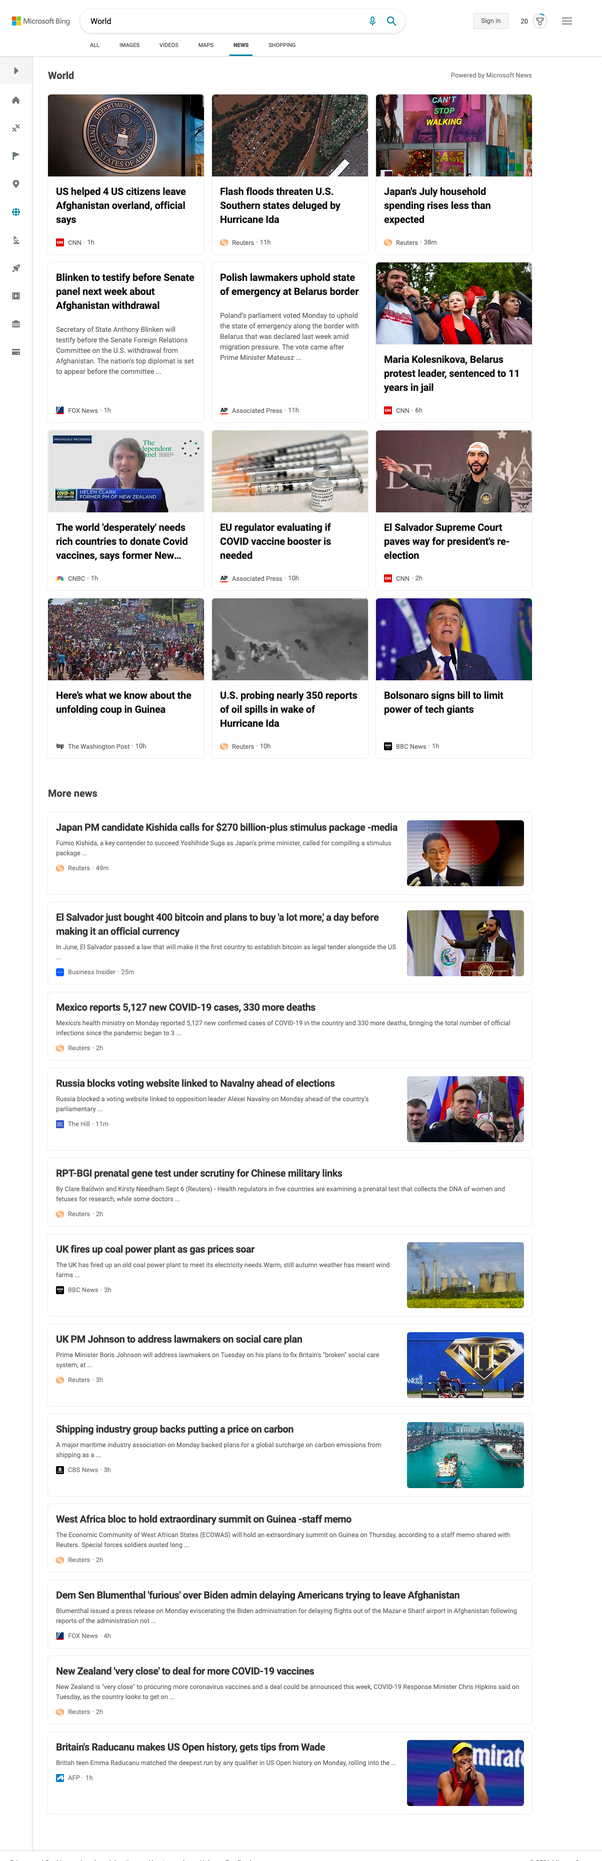 Microsoft Bing
World
Sign in
20
ALL
IMAGES
VIDEOS
MAPS
NEWS
SHOPPING
World
Powered by Microsoft News
DEPARTMENT OF STATE
UNITED STATES OF AMERICA
US helped 4 US citizens leave
Afghanistan overland, official
says
CNN · 1h
Flash floods threaten U.S.
Southern states deluged by
Hurricane Ida
Reuters · 11h
CAN'T
STOP
WALKING
Japan's July household
spending rises less than
expected
Reuters · 38m
Blinken to testify before Senate
panel next week about
Afghanistan withdrawal
Secretary of State Anthony Blinken will
testify before the Senate Foreign Relations
Committee on the U.S. withdrawal from
Afghanistan. The nation's top diplomat is set
to appear before the committee ...
FOX News · 1h
Polish lawmakers uphold state
of emergency at Belarus border
Poland's parliament voted Monday to uphold
the state of emergency along the border with
Belarus that was declared last week amid
migration pressure. The vote came after
Prime Minister Mateusz ...
AP Associated Press · 11h
Maria Kolesnikova, Belarus
protest leader, sentenced to 11
years in jail
CNN · 6h
PREVIOUSLY RECORDED
The
dependent
anel
COVID-19
HELEN CLARK
FORMER PM OF NEW ZEALAND
The world 'desperately' needs
rich countries to donate Covid
vaccines, says former New...
CNBC · 1h
EU regulator evaluating if
COVID vaccine booster is
needed
AP Associated Press · 10h
DE
El Salvador Supreme Court
paves way for president's re-
election
CNN · 2h
Here's what we know about the
unfolding coup in Guinea
wp The Washington Post · 10h
U.S. probing nearly 350 reports
of oil spills in wake of
Hurricane Ida
Reuters · 10h
Bolsonaro signs bill to limit
power of tech giants
BBC News · 1h
More news
Japan PM candidate Kishida calls for $270 billion-plus stimulus package -media
Fumio Kishida, a key contender to succeed Yoshihide Suga as Japan's prime minister, called for compiling a stimulus
package ...
Reuters · 49m
El Salvador just bought 400 bitcoin and plans to buy 'a lot more,' a day before
making it an official currency
In June, El Salvador passed a law that will make it the first country to establish bitcoin as legal tender alongside the US
...
Business Insider · 25m
Mexico reports 5,127 new COVID-19 cases, 330 more deaths
Mexico's health ministry on Monday reported 5,127 new confirmed cases of COVID-19 in the country and 330 more deaths, bringing the total number of official
infections since the pandemic began to 3 ...
Reuters · 2h
Russia blocks voting website linked to Navalny ahead of elections
Russia blocked a voting website linked to opposition leader Alexei Navalny on Monday ahead of the country's
parliamentary ...
The Hill · 11m
RPT-BGI prenatal gene test under scrutiny for Chinese military links
By Clare Baldwin and Kirsty Needham Sept 6 (Reuters) - Health regulators in five countries are examining a prenatal test that collects the DNA of women and
fetuses for research, while some doctors ...
Reuters · 2h
UK fires up coal power plant as gas prices soar
The UK has fired up an old coal power plant to meet its electricity needs.Warm, still autumn weather has meant wind
farms ...
BBC News · 3h
UK PM Johnson to address lawmakers on social care plan
Prime Minister Boris Johnson will address lawmakers on Tuesday on his plans to fix Britain's "broken" social care
system, at ...
Reuters · 3h
NHS
Shipping industry group backs putting a price on carbon
A major maritime industry association on Monday backed plans for a global surcharge on carbon emissions from
shipping as a ...
CBS News · 3h
West Africa bloc to hold extraordinary summit on Guinea -staff memo
The Economic Community of West African States (ECOWAS) will hold an extraordinary summit on Guinea on Thursday, according to a staff memo shared with
Reuters. Special forces soldiers ousted long ...
Reuters · 2h
Dem Sen Blumenthal 'furious' over Biden admin delaying Americans trying to leave Afghanistan
Blumenthal issued a press release on Monday eviscerating the Biden administration for delaying flights out of the Mazar-e Sharif airport in Afghanistan following
reports of the administration not ...
FOX News · 4h
New Zealand 'very close' to deal for more COVID-19 vaccines
New Zealand is "very close" to procuring more coronavirus vaccines and a deal could be announced this week, COVID-19 Response Minister Chris Hipkins said on
Tuesday, as the country looks to get on ...
Reuters · 2h
Britain's Raducanu makes US Open history, gets tips from Wade
British teen Emma Raducanu matched the deepest run by any qualifier in US Open history on Monday, rolling into the ...
AFP · 1h
mirate